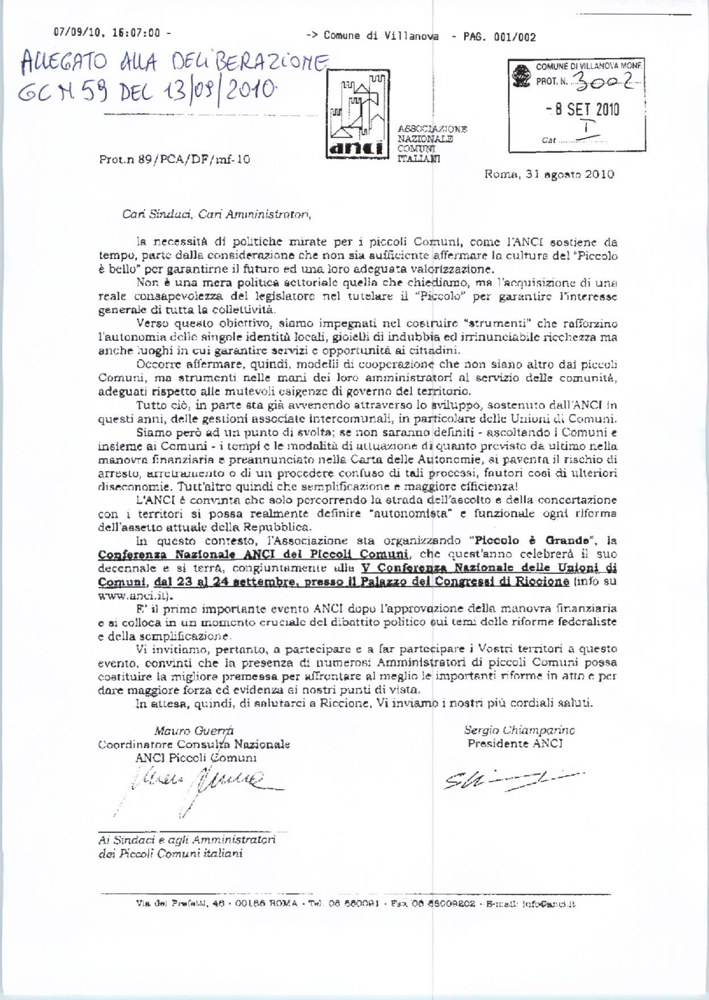 07/09/10, 16:07:00 -
-> Comune di Villanova - PAG. 001/002
ALLEGATO ALLA DELIBERAZIONE
GC N 59 DEL 13/09/2010
COMUNE DI VILLANOVA MONF.
PROT. N. 3002
-8 SET 2010
I
Cat
anci
ASSOCIAZIONE
NAZIONALE
COMUNI
ITALIANI
Prot.n 89/PCA/DF/mf-10
Roma, 31 agosto 2010
Cari Sindaci, Cari Amministratori,
la necessità di politiche mirate per i piccoli Comuni, come l'ANCI sostiene da
tempo, parte dalla considerazione che non sia sufficiente affermare la cultura del "Piccolo
è bello" per garantirne il futuro ed una loro adeguata valorizzazione.
Non è una mera politica settoriale quella che chiediamo, ma l'acquisizione di una
reale consapevolezza del legislatore nel tutelare il "Piccolo" per garantire l'interesse
generale di tutta la collettività.
Verso questo obiettivo, siamo impegnati nel costruire "strumenti" che rafforzino
l'autonomia delle singole identità locali, gioielli di indubbia ed irrinunciabile ricchezza ma
anche luoghi in cui garantire servizi e opportunità ai cittadini.
Occorre affermare, quindi, modelli di cooperazione che non siano altro dai piccoli
Comuni, ma strumenti nelle mani dei loro amministratori al servizio delle comunità,
adeguati rispetto alle mutevoli esigenze di governo del territorio.
Tutto ciò, in parte sta già avvenendo attraverso lo sviluppo, sostenuto dall'ANCI in
questi anni, delle gestioni associate intercomunali, in particolare delle Unioni di Comuni.
Siamo però ad un punto di svolta; se non saranno definiti - ascoltando i Comuni e
insieme ai Comuni - i tempi e le modalità di attuazione di quanto previsto da ultimo nella
manovra finanziaria e preannunciato nella Carta delle Autonomie, si paventa il rischio di
arresto, arretramento o di un procedere confuso di tali processi, fautori così di ulteriori
diseconomie. Tutt'altro quindi che semplificazione e maggiore efficienza!
L'ANCI è convinta che solo percorrendo la strada dell'ascolto e della concertazione
con i territori si possa realmente definire "autonomista" e funzionale ogni riforma
dell'assetto attuale della Repubblica.
In questo contesto, l'Associazione sta organizzando "Piccolo è Grande", la
Conferenza Nazionale ANCI dei Piccoli Comuni, che quest'anno celebrerà il suo
decennale e si terrà, congiuntamente alla V Conferenza Nazionale delle Unioni di
Comuni, dal 23 al 24 settembre, presso il Palazzo dei Congressi di Riccione (info su
www.anci.it).
E' il primo importante evento ANCI dopo l'approvazione della manovra finanziaria
e si colloca in un momento cruciale del dibattito politico sui temi delle riforme federaliste
e della semplificazione.
Vi invitiamo, pertanto, a partecipare e a far partecipare i Vostri territori a questo
evento, convinti che la presenza di numerosi Amministratori di piccoli Comuni possa
costituire la migliore premessa per affrontare al meglio le importanti riforme in atto e per
dare maggiore forza ed evidenza ai nostri punti di vista.
In attesa, quindi, di salutarci a Riccione, Vi inviamo i nostri più cordiali saluti.
Mauro Guerra
Coordinatore Consulta Nazionale
ANCI Piccoli Comuni
Sergio Chiamparino
Presidente ANCI
Ai Sindaci e agli Amministratori
dei Piccoli Comuni italiani
Via dei Prefetti, 46 - 00186 ROMA - Tel. 06 680091 - Fax 06 68009202 - E-mail: info@anci.it